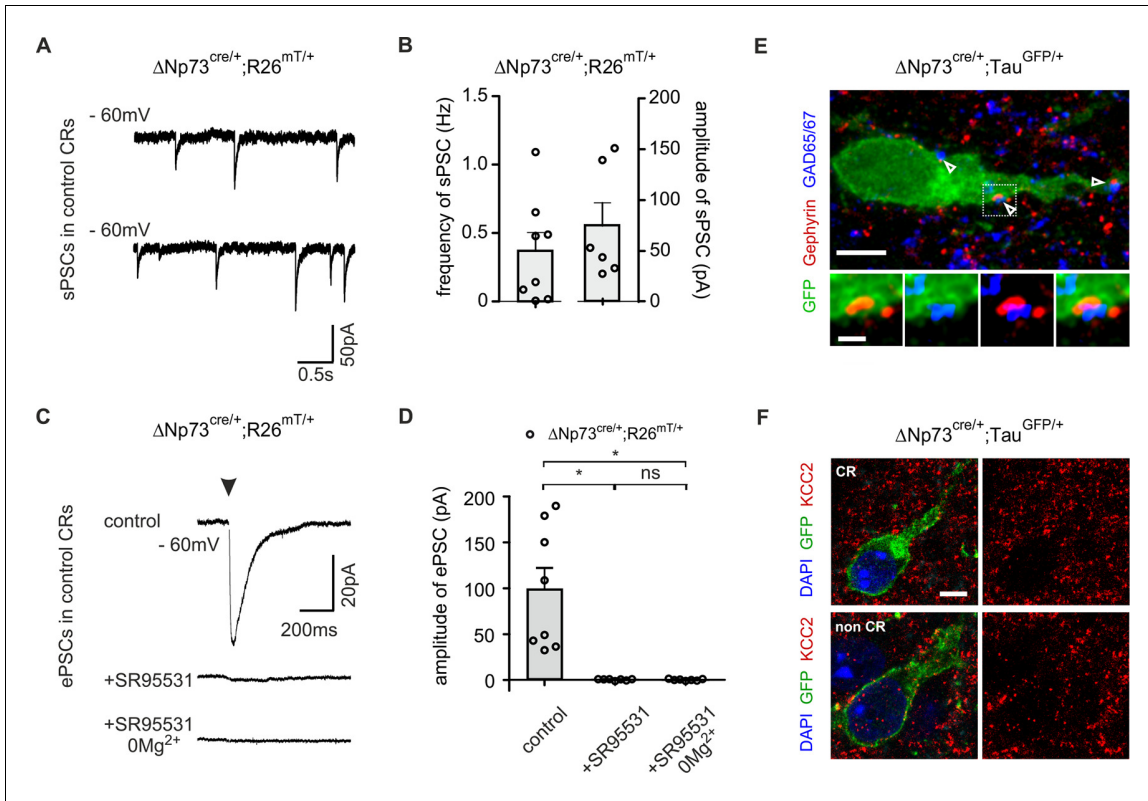 A
ΔNp73cre/+;R26mT/+
sPSCs in control CRs
- 60mV
- 60mV
50pA
0.5s
B
ΔNp73cre/+;R26mT/+
frequency of sPSC (Hz)
1.5
1.0
0.5
0
200
150
100
50
0
amplitude of sPSC (pA)
C
ΔNp73cre/+;R26mT/+
ePSCs in control CRs
control
- 60mV
20pA
200ms
+SR95531
+SR95531
0Mg2+
D
ΔNp73cre/+;R26mT/+
*
*
ns
amplitude of ePSC (pA)
200
150
100
50
0
control
+SR95531
+SR95531
0Mg2+
E
ΔNp73cre/+;TauGFP/+
GFP Gephyrin GAD65/67
F
ΔNp73cre/+;TauGFP/+
DAPI GFP KCC2
CR
DAPI GFP KCC2
non CR